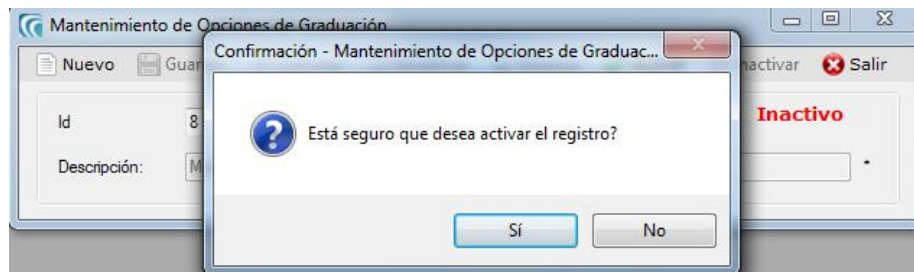 Mantenimiento de Opciones de Graduación
Confirmación - Mantenimiento de Opciones de Graduac...
Nuevo
Salir
Id 8
Inactivo
Está seguro que desea activar el registro?
Descripción: *
Sí No